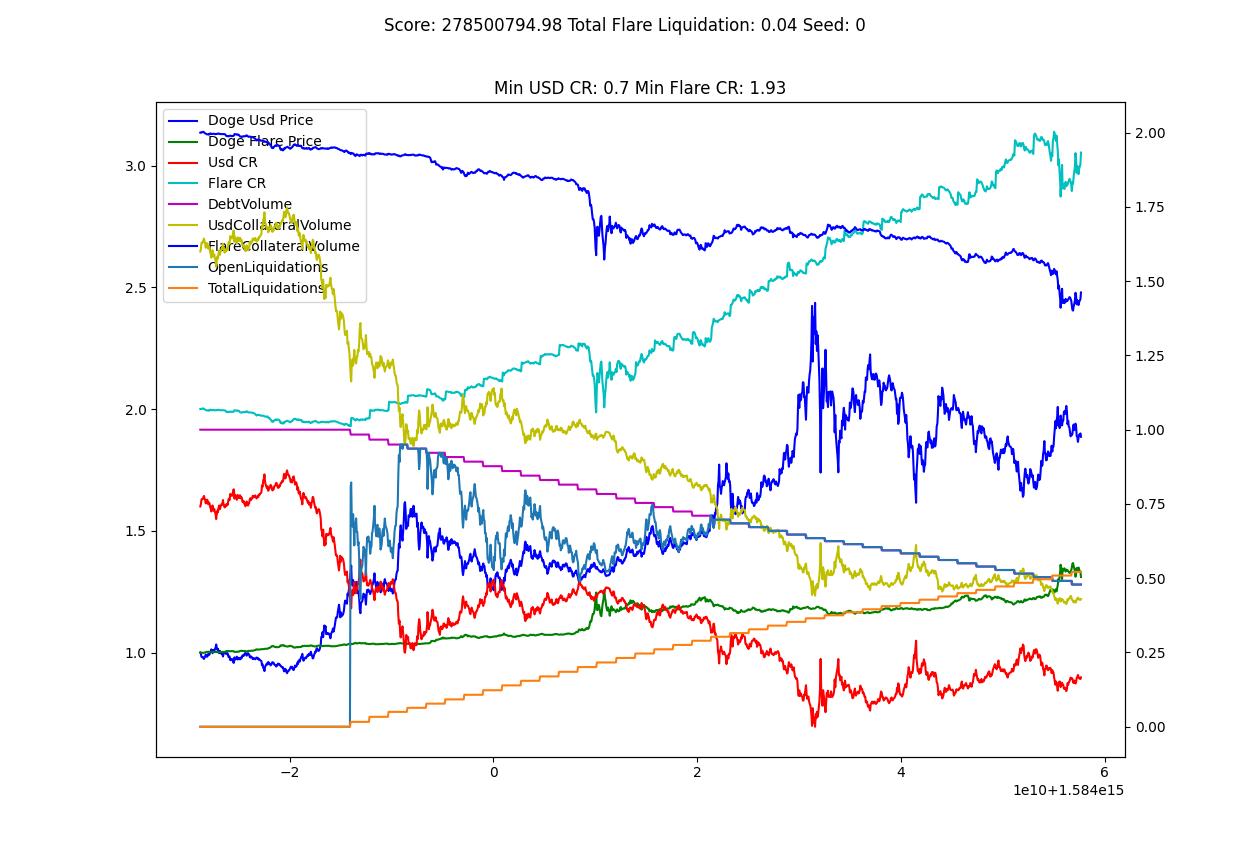 Score: 278500794.98 Total Flare Liquidation: 0.04 Seed: 0
Min USD CR: 0.7 Min Flare CR: 1.93
Doge Usd Price
Doge Flare Price
Usd CR
Flare CR
DebtVolume
UsdCollateralVolume
FlareCollateralVolume
OpenLiquidations
TotalLiquidations
3.0
2.5
2.0
1.5
1.0
2.00
1.75
1.50
1.25
1.00
0.75
0.50
0.25
0.00
−2
0
2
4
6
1e10+1.584e15